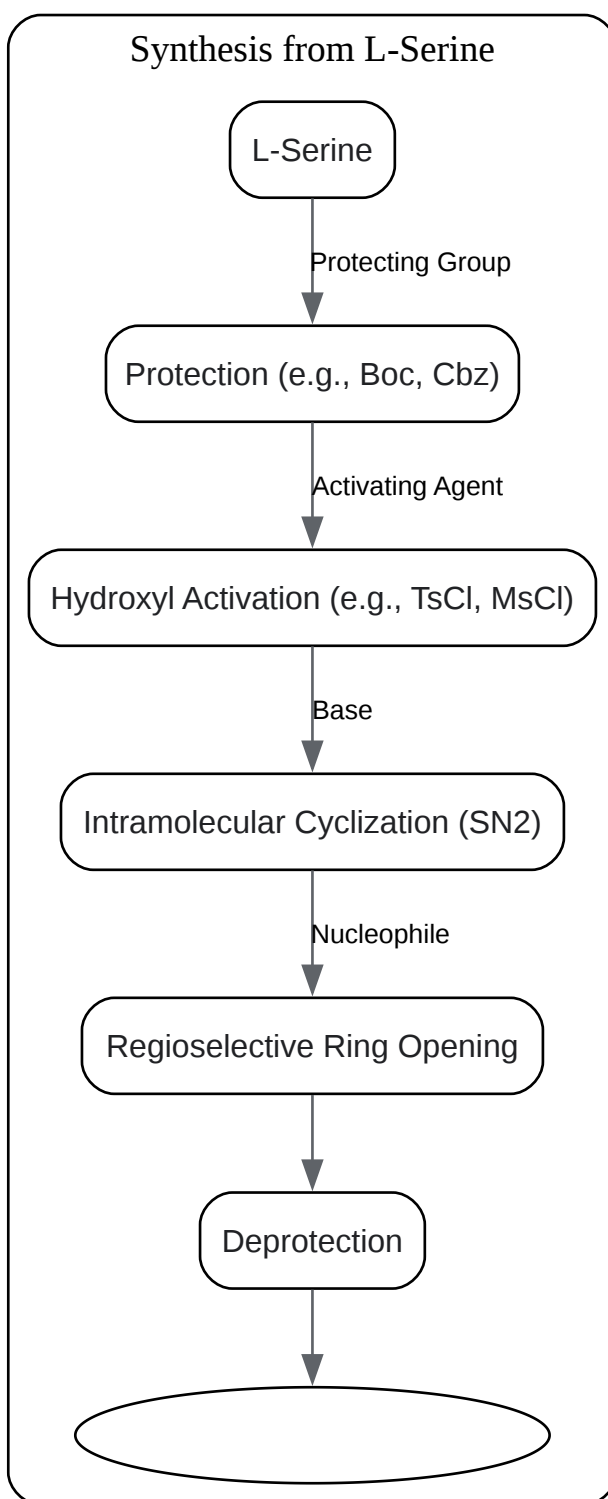 Synthesis from L-Serine
L-Serine
Protecting Group
Protection (e.g., Boc, Cbz)
Activating Agent
Hydroxyl Activation (e.g., TsCl, MsCl)
Base
Intramolecular Cyclization (SN2)
Nucleophile
Regioselective Ring Opening
Deprotection